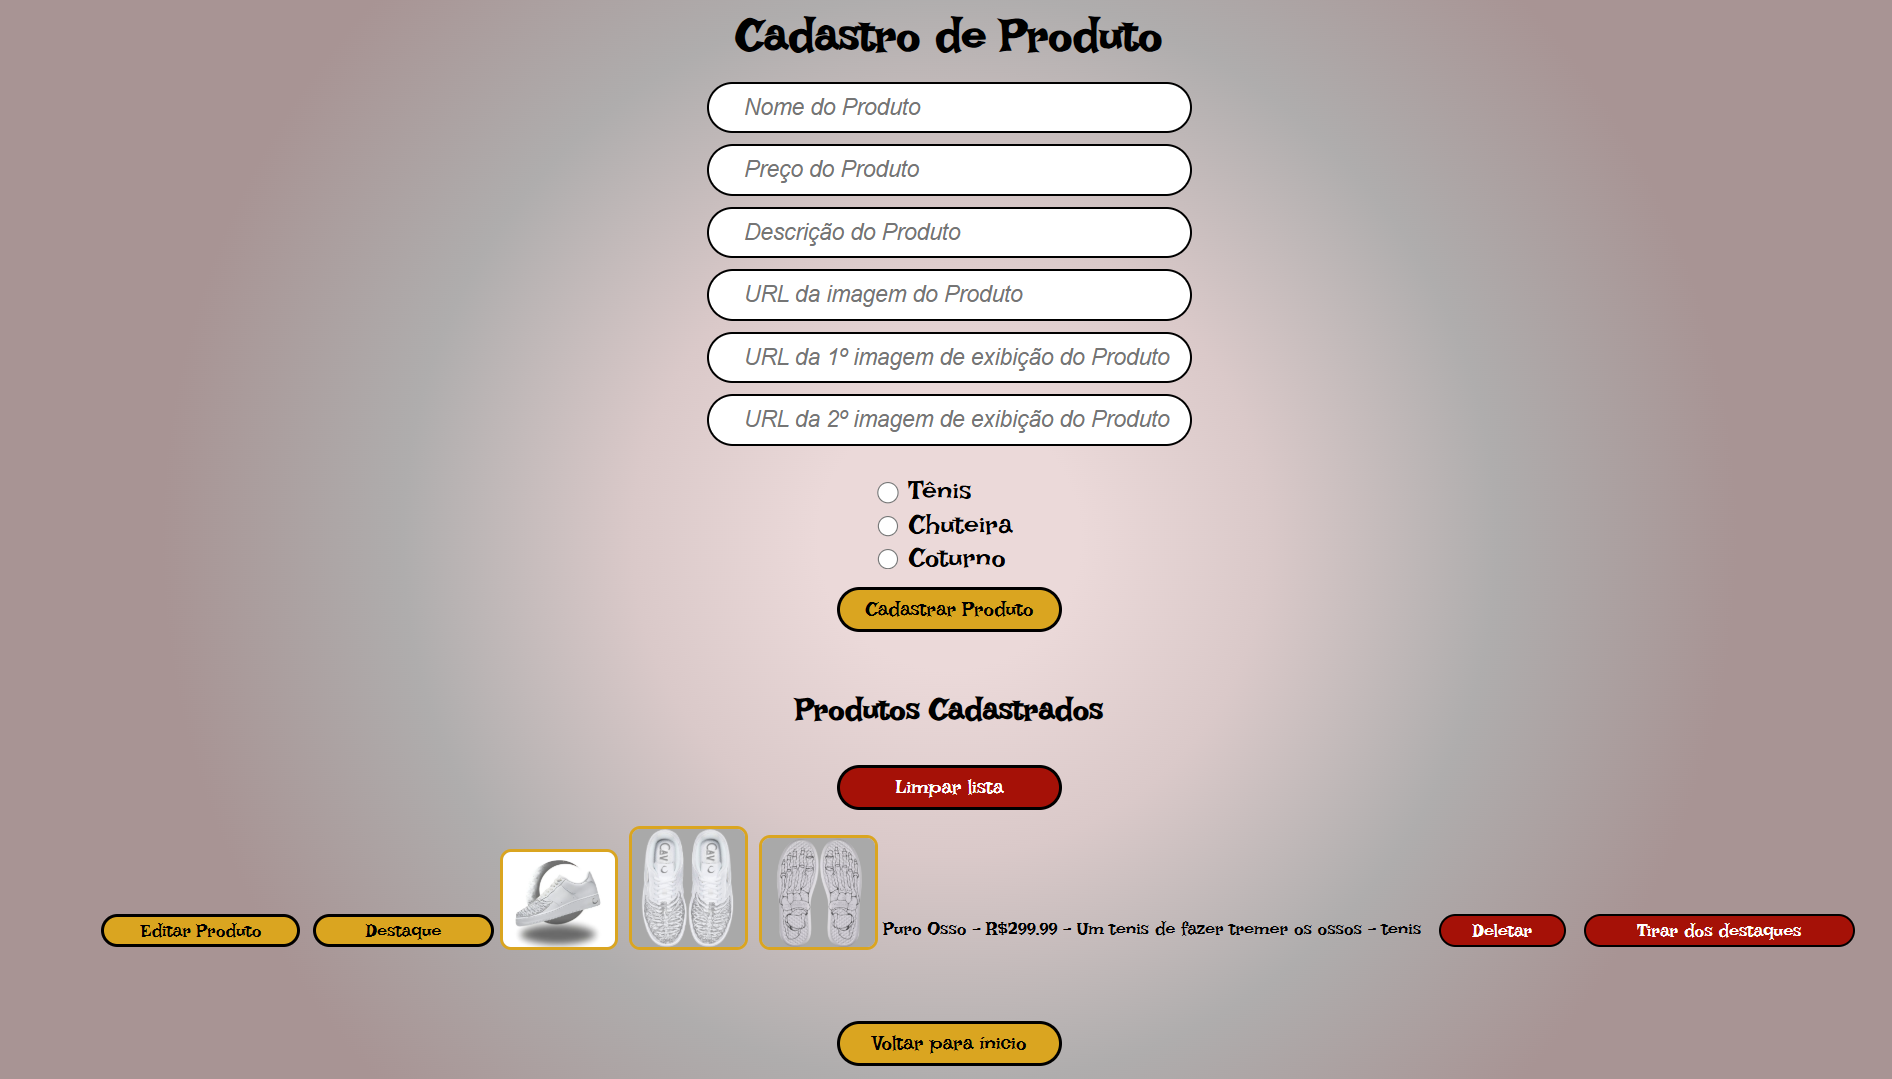 Cadastro de Produto
Nome do Produto
Preço do Produto
Descrição do Produto
URL da imagem do Produto
URL da 1º imagem de exibição do Produto
URL da 2º imagem de exibição do Produto
Tênis
Chuteira
Coturno
Cadastrar Produto
Produtos Cadastrados
Limpar lista
Editar Produto Destaque Puro Osso - R$299.99 - Um tenis de fazer tremer os ossos - tenis Deletar Tirar dos destaques
Voltar para ínicio